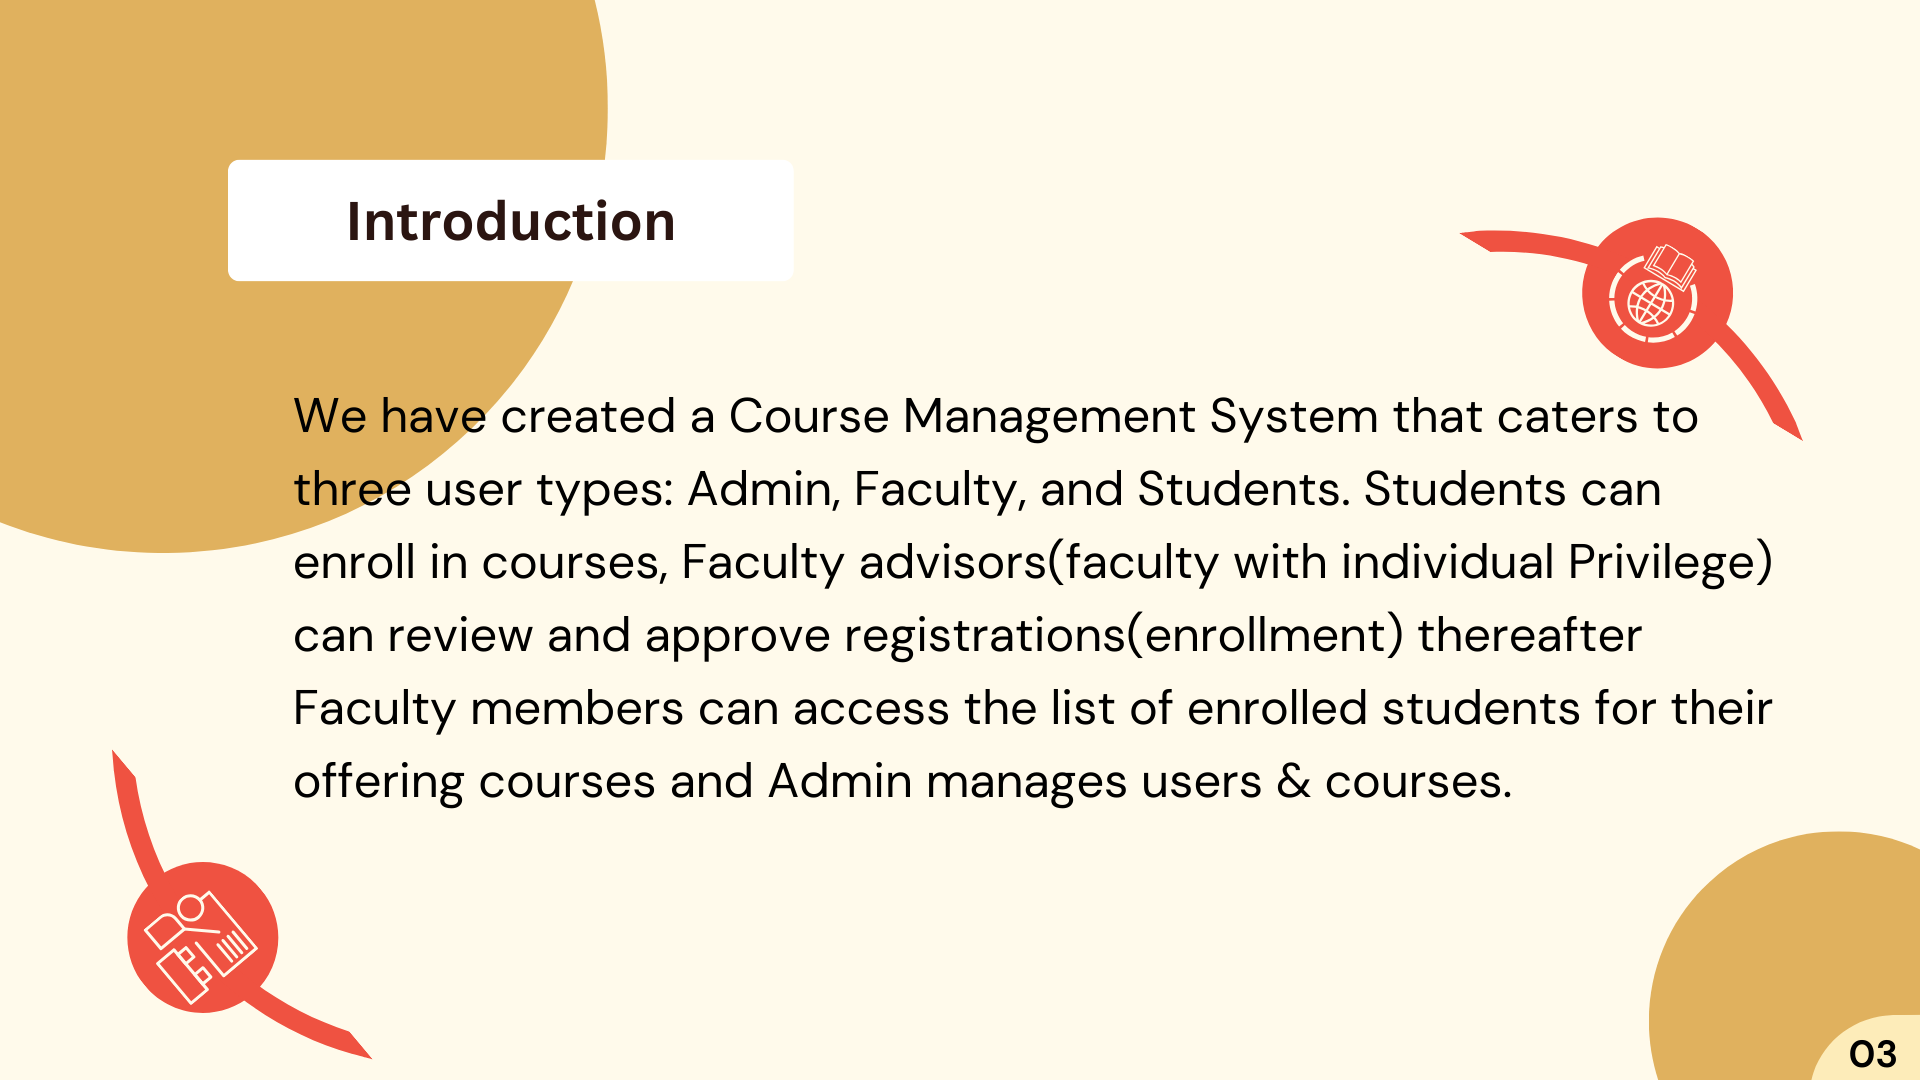 Introduction
We have created a Course Management System that caters to
three user types: Admin, Faculty, and Students. Students can
enroll in courses, Faculty advisors(faculty with individual Privilege)
can review and approve registrations(enrollment) thereafter
Faculty members can access the list of enrolled students for their
offering courses and Admin manages users & courses.
03